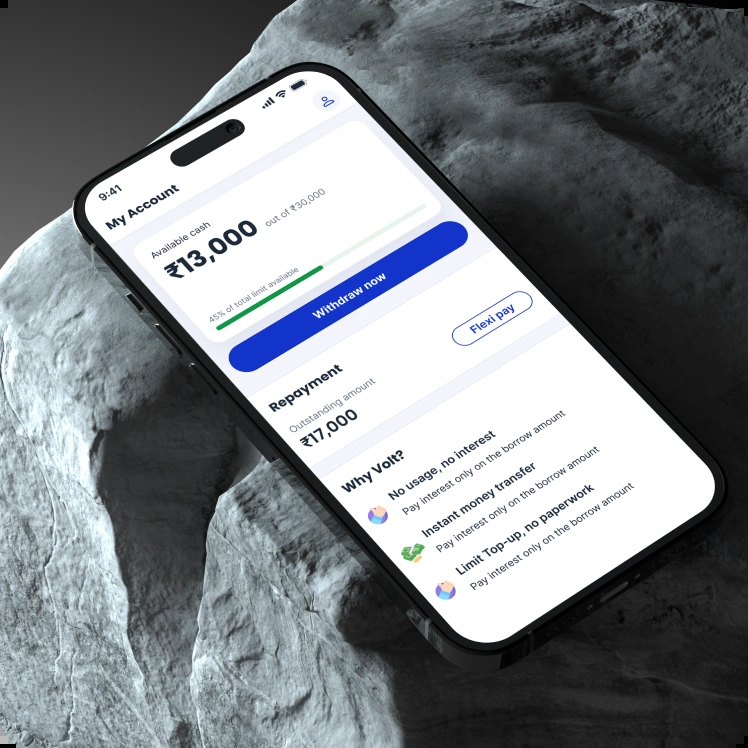 9:41
My Account
Available cash
₹13,000 out of ₹30,000
45% of total limit available
Withdraw now
Repayment
Outstanding amount
₹17,000
Flexi pay
Why Volt?
No usage, no interest
Pay interest only on the borrow amount
Instant money transfer
Pay interest only on the borrow amount
Limit Top-up, no paperwork
Pay interest only on the borrow amount